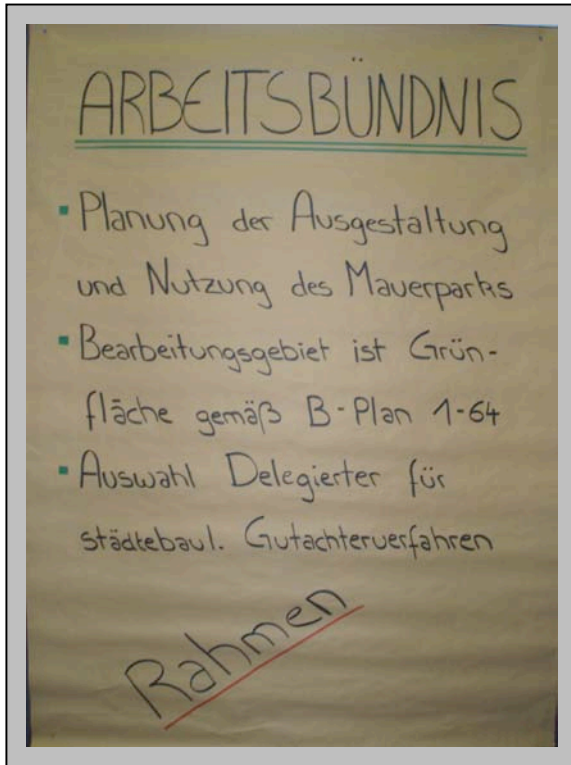 ARBEITSBÜNDNIS
Planung der Ausgestaltung
und Nutzung des Mauerparks
Bearbeitungsgebiet ist Grün-
fläche gemäß B-Plan 1-64
Auswahl Delegierter für
städtebaul. Gutachterverfahren
Rahmen